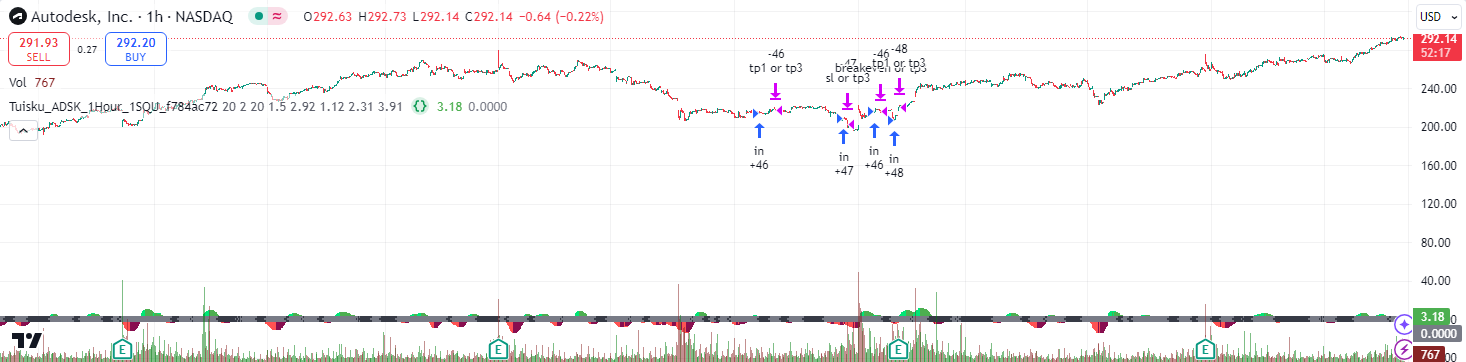 Autodesk, Inc. · 1h · NASDAQ O292.63 H292.73 L292.14 C292.14 −0.64 (−0.22%) USD
291.93 SELL 0.27 292.20 BUY
292.14
52:17
Vol 767
Tuisku_ADSK_1Hour_1SQU_f784ac72 20 2 20 1.5 2.92 1.12 2.31 3.91 {} 3.18 0.0000
-46
tp1 or tp3
-47
sl or tp3
-46
breakeven or tp3
-48
tp1 or tp3
in
+46
in
+47
in
+46
in
+48
240.00
200.00
160.00
120.00
80.00
40.00
3.18
0.0000
767
E
E
E
E